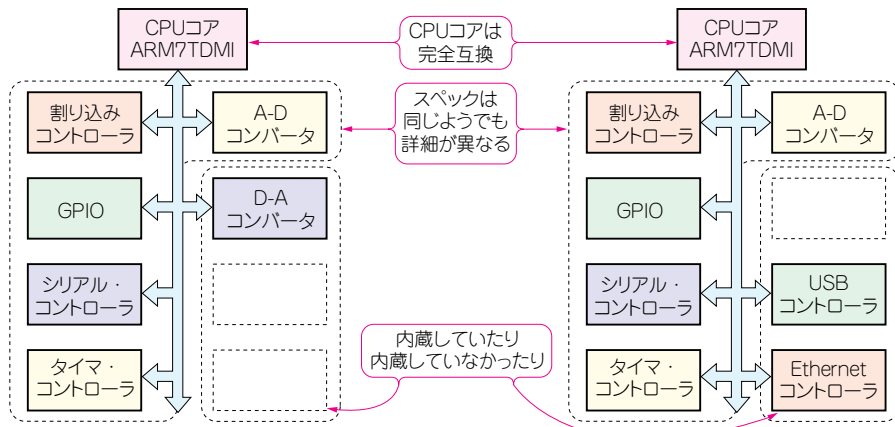 CPUコア
ARM7TDMI
CPUコアは
完全互換
CPUコア
ARM7TDMI
割り込み
コントローラ
A-D
コンバータ
スペックは
同じようでも
詳細が異なる
割り込み
コントローラ
A-D
コンバータ
GPIO
D-A
コンバータ
GPIO
シリアル・
コントローラ
シリアル・
コントローラ
USB
コントローラ
タイマ・
コントローラ
内蔵していたり
内蔵していなかったり
タイマ・
コントローラ
Ethernet
コントローラ